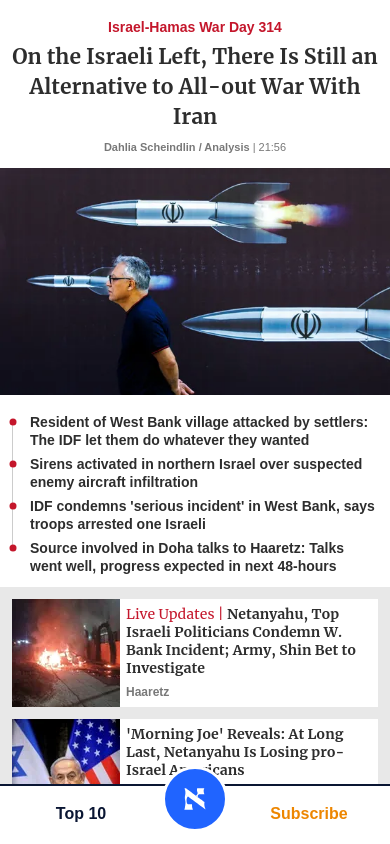 Israel-Hamas War Day 314
On the Israeli Left, There Is Still an
Alternative to All-out War With
Iran
Dahlia Scheindlin / Analysis | 21:56
Resident of West Bank village attacked by settlers:
The IDF let them do whatever they wanted
Sirens activated in northern Israel over suspected
enemy aircraft infiltration
IDF condemns 'serious incident' in West Bank, says
troops arrested one Israeli
Source involved in Doha talks to Haaretz: Talks
went well, progress expected in next 48-hours
Live Updates | Netanyahu, Top
Israeli Politicians Condemn W.
Bank Incident; Army, Shin Bet to
Investigate
Haaretz
'Morning Joe' Reveals: At Long
Last, Netanyahu Is Losing pro-
Israel
Top 10
א
Subscribe